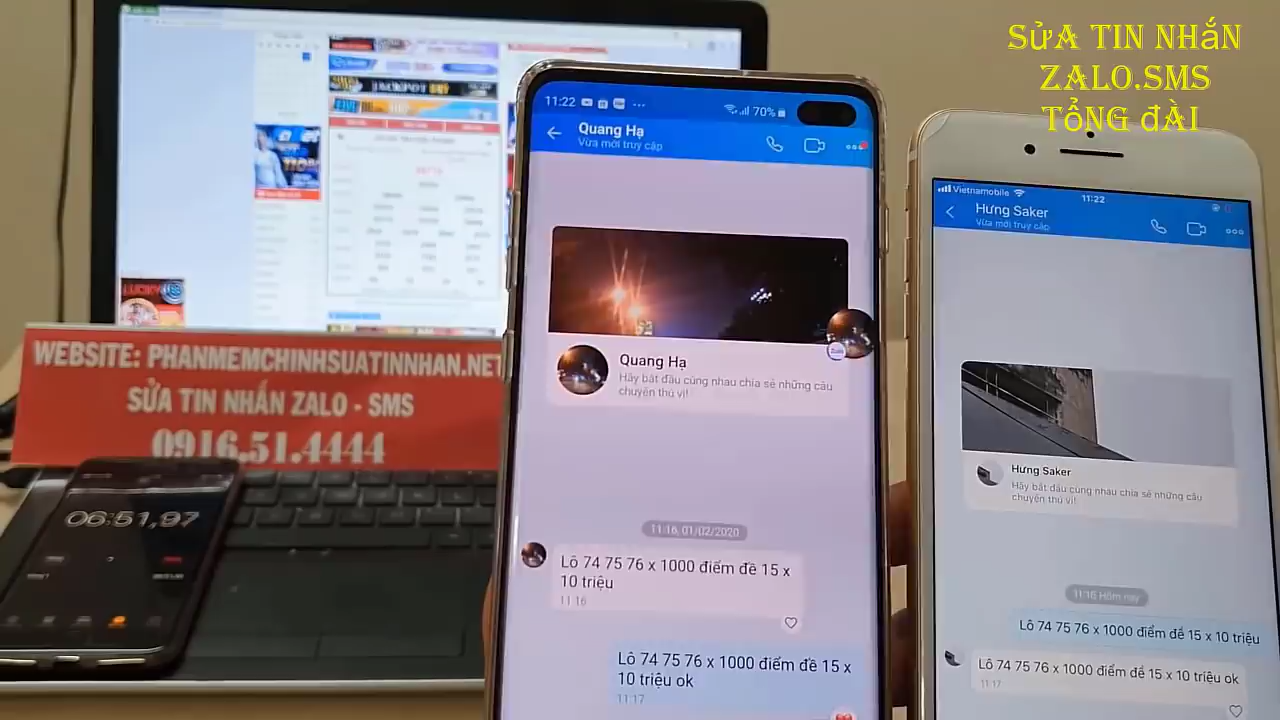 SỬA TIN NHẮN
ZALO.SMS
TỔNG ĐÀI
WEBSITE: PHANMEMCHINHSUATINNHAN.NET
SỬA TIN NHẮN ZALO - SMS
0916.51.4444
06:51,97
11:22
70%
Quang Hạ
Vừa mới truy cập
Quang Hạ
Hãy bắt đầu cùng nhau chia sẻ những câu
chuyện thú vị!
11:16, 01/02/2020
Lô 74 75 76 x 1000 điểm đề 15 x
10 triệu
11:16
Lô 74 75 76 x 1000 điểm đề 15 x
10 triệu ok
11:17
Vietnamobile
11:22
Hưng Saker
Vừa mới truy cập
Hưng Saker
Hãy bắt đầu cùng nhau chia sẻ những câu
chuyện thú vị!
11:16 Hôm nay
Lô 74 75 76 x 1000 điểm đề 15 x 10 triệu
Lô 74 75 76 x 1000 điểm đề 15 x 10 triệu ok
11:17